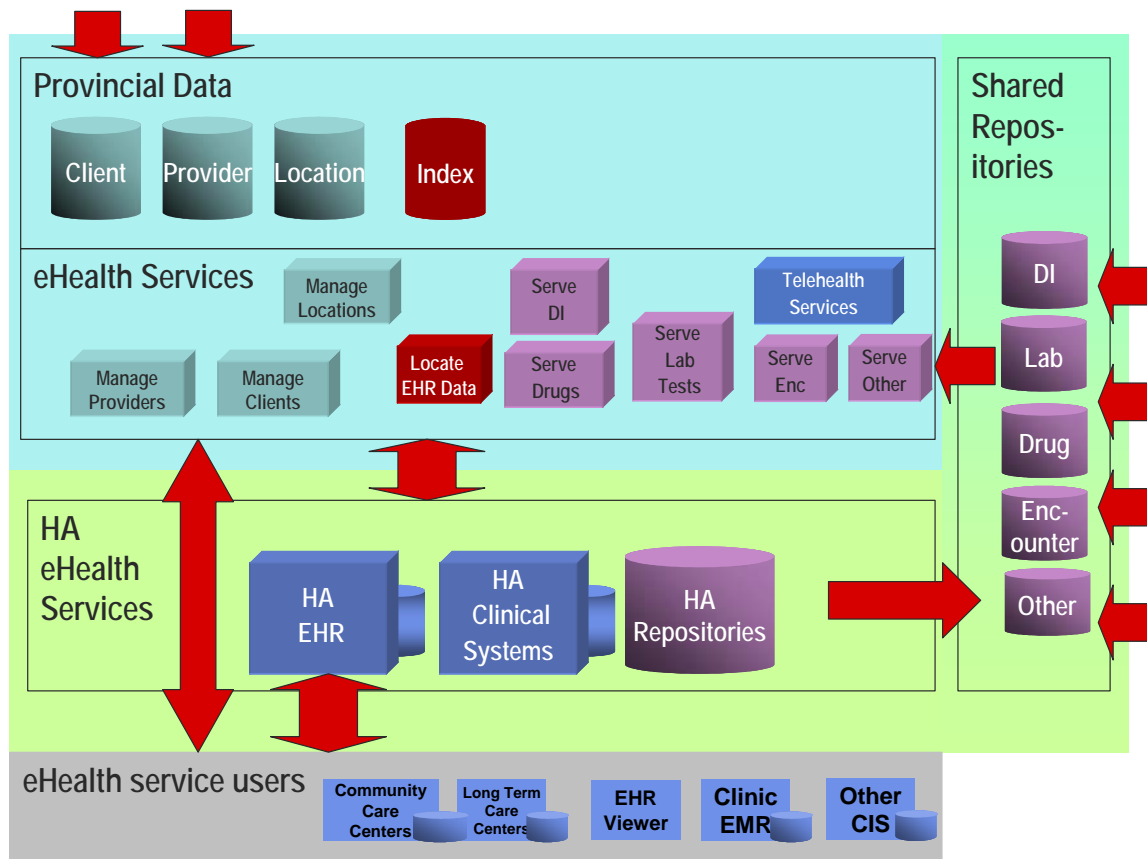 Provincial Data
Client
Provider
Location
Index
Shared
Repos-
itories
eHealth Services
Manage
Locations
Serve
DI
Telehealth
Services
Manage
Providers
Manage
Clients
Locate
EHR Data
Serve
Drugs
Serve
Lab
Tests
Serve
Enc
Serve
Other
DI
Lab
Drug
Enc-
ounter
Other
HA
eHealth
Services
HA
EHR
HA
Clinical
Systems
HA
Repositories
eHealth service users
Community
Care
Centers
Long Term
Care
Centers
EHR
Viewer
Clinic
EMR
Other
CIS